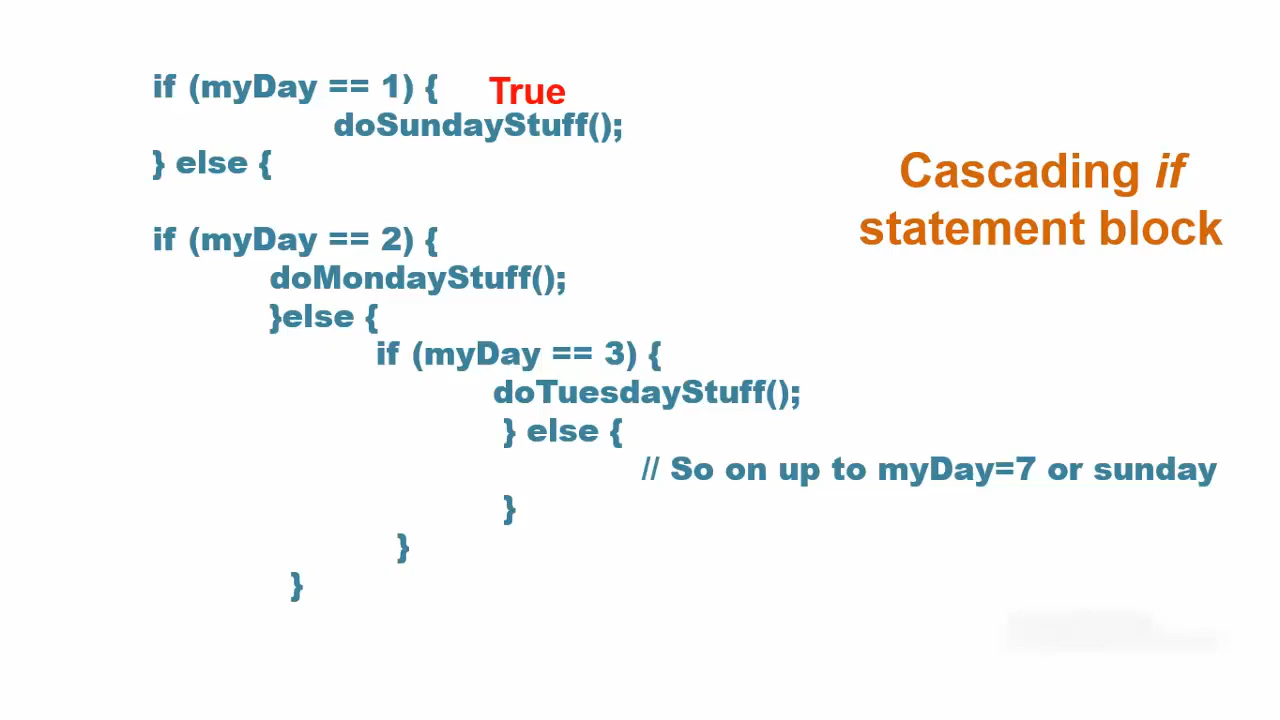 if (myDay == 1) {
True
doSundayStuff();
} else {
Cascading if
statement block
if (myDay == 2) {
doMondayStuff();
}else {
if (myDay == 3) {
doTuesdayStuff();
} else {
// So on up to myDay=7 or sunday
}
}
}